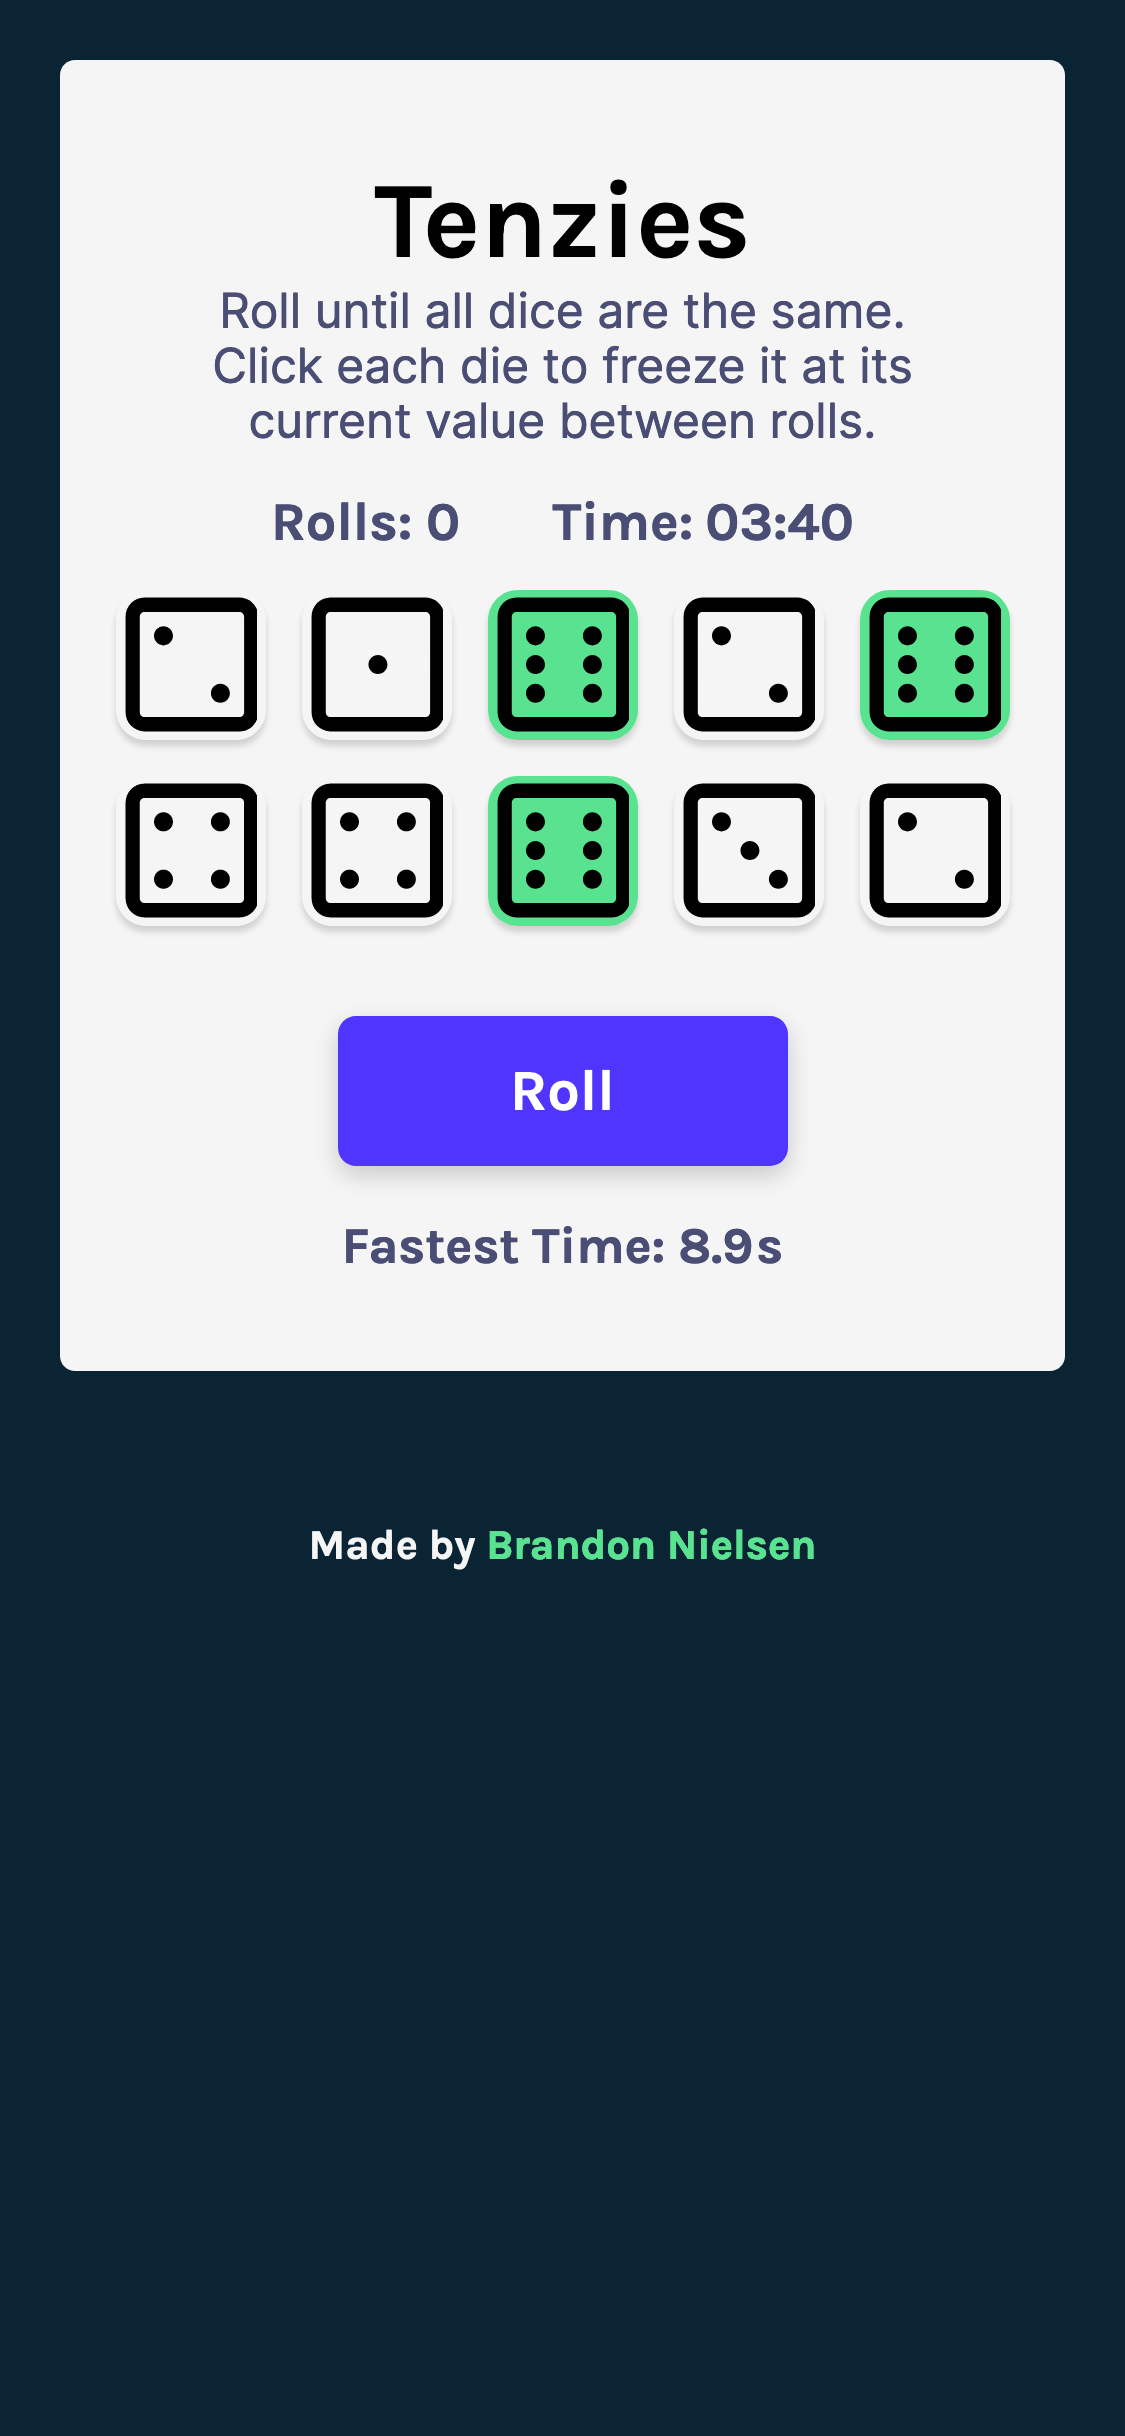 Tenzies
Roll until all dice are the same.
Click each die to freeze it at its
current value between rolls.
Rolls: 0 Time: 03:40
Roll
Fastest Time: 8.9s
Made by Brandon Nielsen